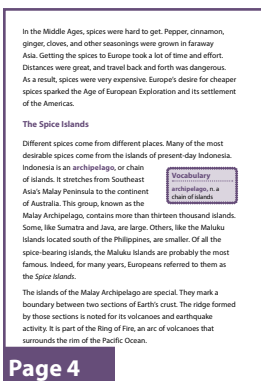 In the Middle Ages, spices were hard to get. Pepper, cinnamon,
ginger, cloves, and other seasonings were grown in faraway
Asia. Getting the spices to Europe took a lot of time and effort.
Distances were great, and travel back and forth was dangerous.
As a result, spices were very expensive. Europe's desire for cheaper
spices sparked the Age of European Exploration and its settlement
of the Americas.
The Spice Islands
Different spices come from different places. Many of the most
desirable spices come from the islands of present-day Indonesia.
Indonesia is an archipelago, or chain
of islands. It stretches from Southeast
Asia's Malay Peninsula to the continent
of Australia. This group, known as the
Malay Archipelago, contains more than thirteen thousand islands.
Some, like Sumatra and Java, are large. Others, like the Maluku
Islands located south of the Philippines, are smaller. Of all the
spice-bearing islands, the Maluku Islands are probably the most
famous. Indeed, for many years, Europeans referred to them as
the Spice Islands.
Vocabulary
archipelago, n. a
chain of islands
The islands of the Malay Archipelago are special. They mark a
boundary between two sections of Earth's crust. The ridge formed
by those sections is noted for its volcanoes and earthquake
activity. It is part of the Ring of Fire, an arc of volcanoes that
surrounds the rim of the Pacific Ocean.
Page 4